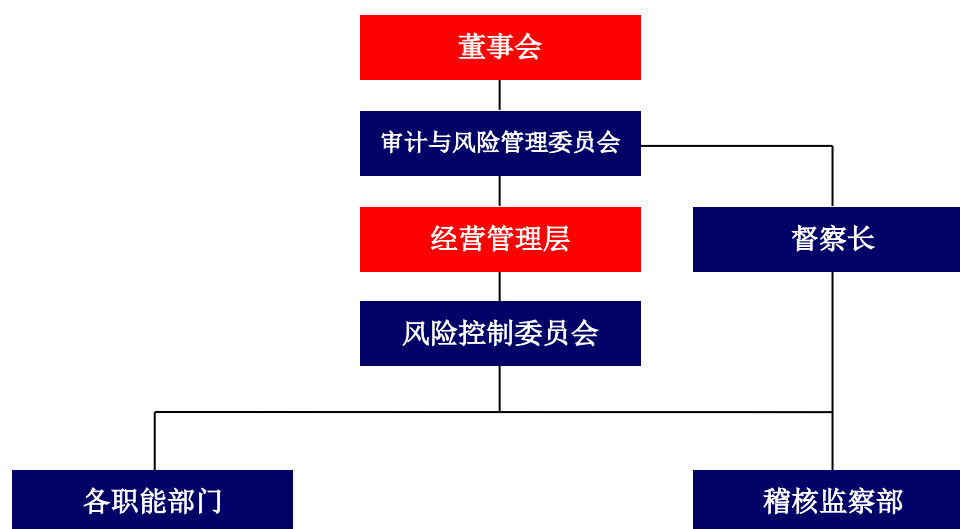 董事会
审计与风险管理委员会
经营管理层
督察长
风险控制委员会
各职能部门
稽核监察部